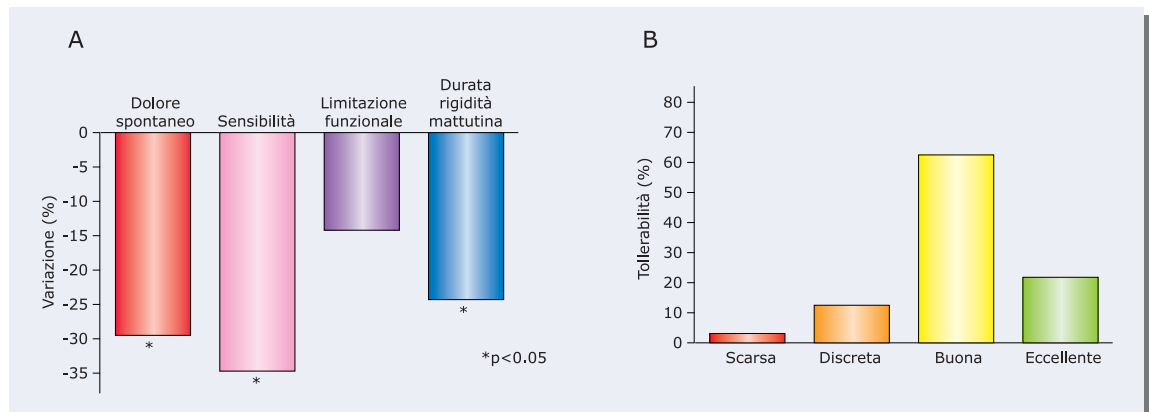 A
Dolore
spontaneo
Sensibilità
Limitazione
funzionale
Durata
rigidità
mattutina
Variazione (%)
0
-5
-10
-15
-20
-25
-30
-35
*
*
*
*p<0.05
B
Tollerabilità (%)
80
70
60
50
40
30
20
10
0
Scarsa Discreta Buona Eccellente